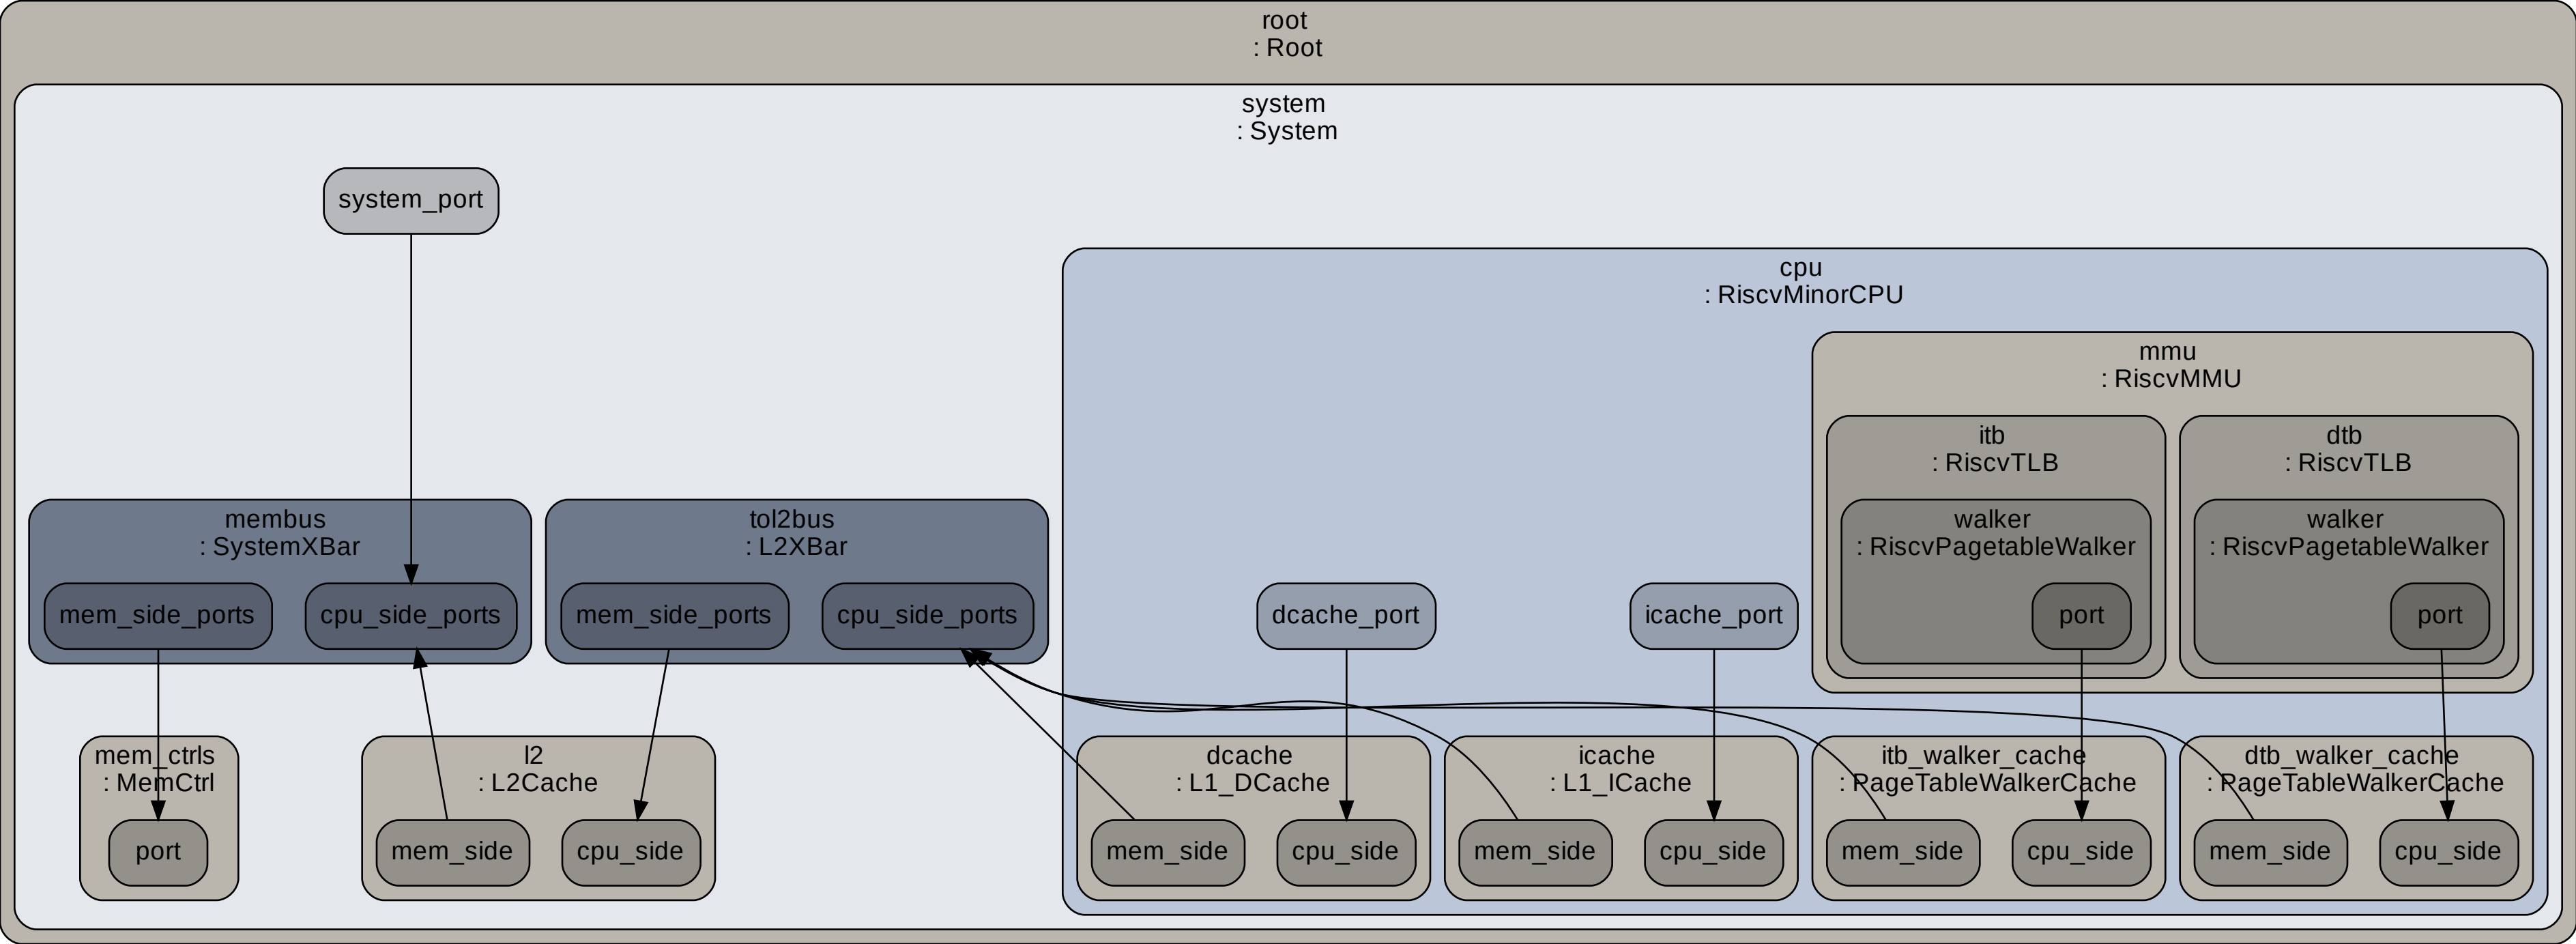 root
: Root
system
: System
system_port
cpu
: RiscvMinorCPU
mmu
: RiscvMMU
itb
: RiscvTLB
dtb
: RiscvTLB
membus
: SystemXBar
tol2bus
: L2XBar
walker
: RiscvPagetableWalker
walker
: RiscvPagetableWalker
mem_side_ports
cpu_side_ports
mem_side_ports
cpu_side_ports
dcache_port
icache_port
port
port
mem_ctrls
: MemCtrl
l2
: L2Cache
dcache
: L1_DCache
icache
: L1_ICache
itb_walker_cache
: PageTableWalkerCache
dtb_walker_cache
: PageTableWalkerCache
port
mem_side
cpu_side
mem_side
cpu_side
mem_side
cpu_side
mem_side
cpu_side
mem_side
cpu_side